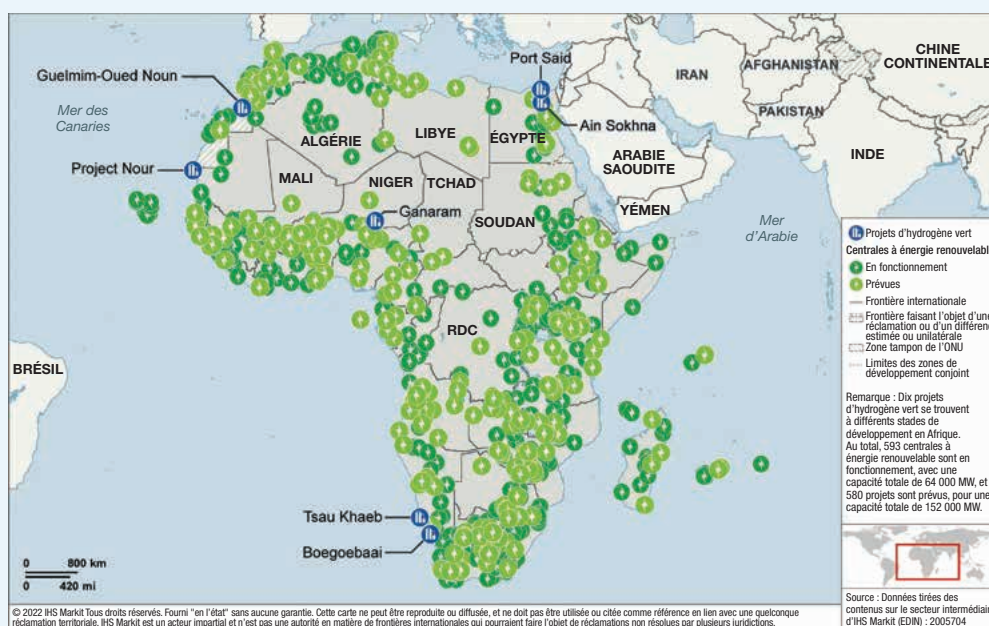 CHINE
CONTINENTALE
Port Said
Guelmim-Oued Noun
IRAN
AFGHANISTAN
PAKISTAN
Mer des
Canaries
Ain Sokhna
ALGÉRIE
LIBYE
ÉGYPTE
INDE
ARABIE
SAOUDITE
Project Nour
MALI
NIGER
TCHAD
YÉMEN
Ganaram
SOUDAN
Mer
d’Arabie
RDC
BRÉSIL
Tsau Khaeb
Boegoebaai
0 800 km
0 420 mi
Projets d’hydrogène vert
Centrales à énergie renouvelabl
En fonctionnement
Prévues
Frontière internationale
Frontière faisant l’objet d’une
réclamation ou d’un différen
estimée ou unilatérale
Zone tampon de l’ONU
Limites des zones de
développement conjoint
Remarque : Dix projets
d’hydrogène vert se trouvent
à différents stades de
développement en Afrique.
Au total, 593 centrales à
énergie renouvelable sont en
fonctionnement, avec une
capacité totale de 64 000 MW, et
580 projets sont prévus, pour une
capacité totale de 152 000 MW.
Source : Données tirées des
contenus sur le secteur intermédiair
d’IHS Markit (EDIN) : 2005704
© 2022 IHS Markit Tous droits réservés. Fourni "en l’état" sans aucune garantie. Cette carte ne peut être reproduite ou diffusée, et ne doit pas être utilisée ou citée comme référence en lien avec une quelconque
réclamation territoriale. IHS Markit est un acteur impartial et n’est pas une autorité en matière de frontières internationales qui pourraient faire l’objet de réclamations non résolues par plusieurs juridictions.